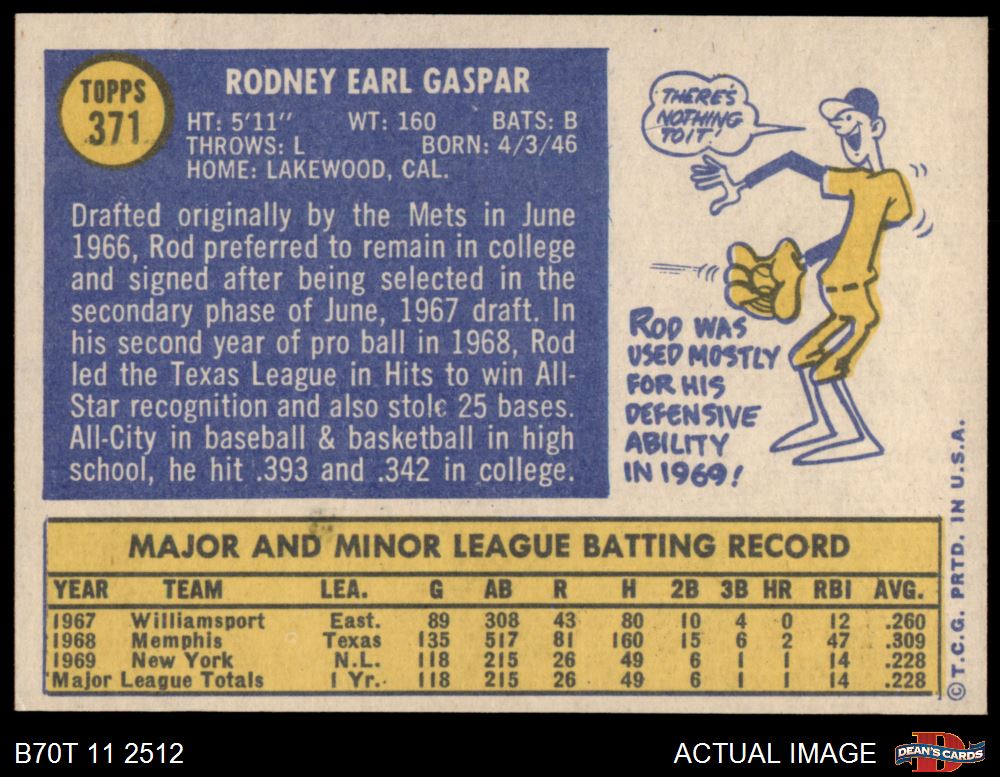 TOPPS
371
RODNEY EARL GASPAR
HT: 5'11" WT: 160 BATS: B
THROWS: L BORN: 4/3/46
HOME: LAKEWOOD, CAL.
Drafted originally by the Mets in June
1966, Rod preferred to remain in college
and signed after being selected in the
secondary phase of June, 1967 draft. In
his second year of pro ball in 1968, Rod
led the Texas League in Hits to win All-
Star recognition and also stole 25 bases.
All-City in baseball & basketball in high
school, he hit .393 and .342 in college.
THERE'S
NOTHING
TO IT!
ROD WAS
USED MOSTLY
FOR HIS
DEFENSIVE
ABILITY
IN 1969!
MAJOR AND MINOR LEAGUE BATTING RECORD
YEAR TEAM LEA. G AB R H 2B 3B HR RBI AVG.
1967 Williamsport East. 89 308 43 80 10 4 0 12 .260
1968 Memphis Texas 135 517 81 160 15 6 2 47 .309
1969 New York N.L. 118 215 26 49 6 1 1 14 .228
Major League Totals 1 Yr. 118 215 26 49 6 1 1 14 .228
© T.C.G. PRTD. IN U.S.A.
B70T 11 2512
ACTUAL IMAGE
D
DEAN'S CARDS